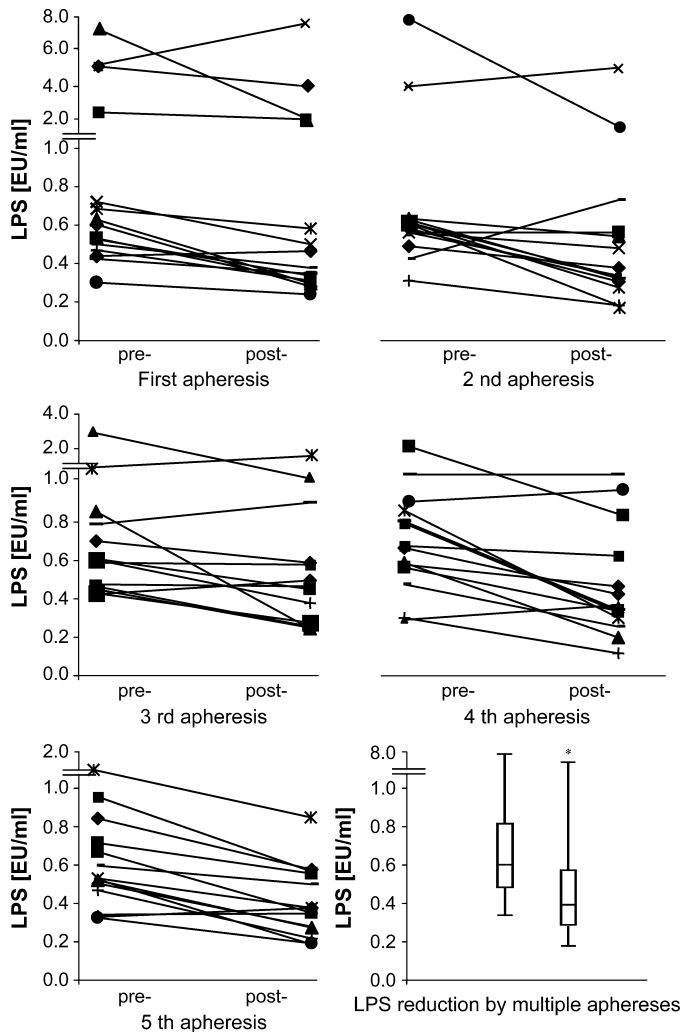 8.0
6.0
4.0
2.0
1.0
0.8
0.6
0.4
0.2
0.0
LPS [EU/ml]
pre- post-
First apheresis
pre- post-
2 nd apheresis
4.0
2.0
1.0
0.8
0.6
0.4
0.2
0.0
LPS [EU/ml]
pre- post-
3 rd apheresis
pre- post-
4 th apheresis
2.0
1.0
0.8
0.6
0.4
0.2
0.0
LPS [EU/ml]
pre- post-
5 th apheresis
8.0
1.0
0.8
0.6
0.4
0.2
0.0
LPS [EU/ml]
*
LPS reduction by multiple aphereses